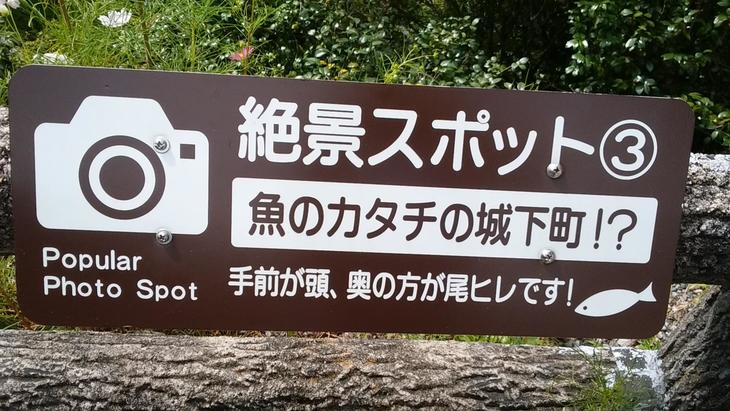 絶景スポット③
魚のカタチの城下町!?
手前が頭、奥の方が尾ヒレです!
Popular
Photo Spot